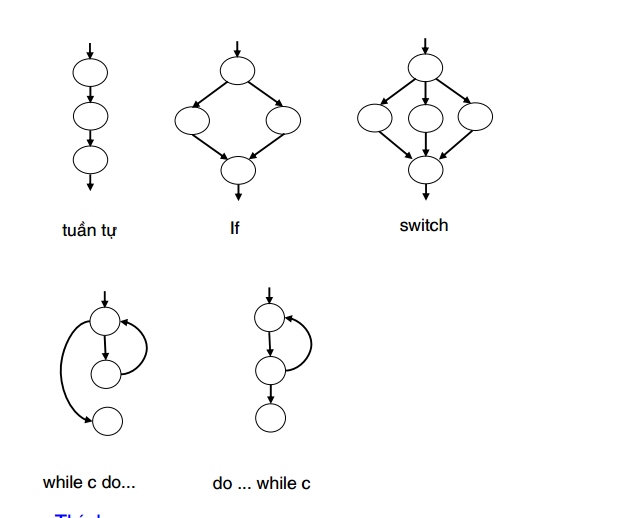 tuần tự
If
switch
while c do...
do ... while c